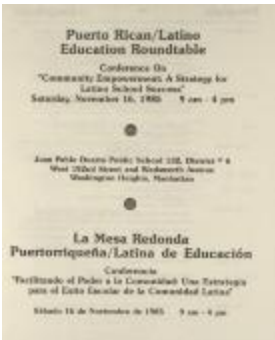 Puerto Rican/Latino
Education Roundtable
Conference On
"Community Empowerment: A Strategy for
Latino School Success"
Saturday, November 16, 1985 9 am - 4 pm
Juan Pablo Duarte Public School 132, District # 6
West 182nd Street and Wadsworth Avenue
Washington Heights, Manhattan
La Mesa Redonda
Puertorriqueña/Latina de Educación
Conferencia
"Facilitando el Poder a la Comunidad: Una Estrategia
para el Exito Escolar de la Comunidad Latina"
Sábado 16 de Noviembre de 1985 9 am - 4 pm